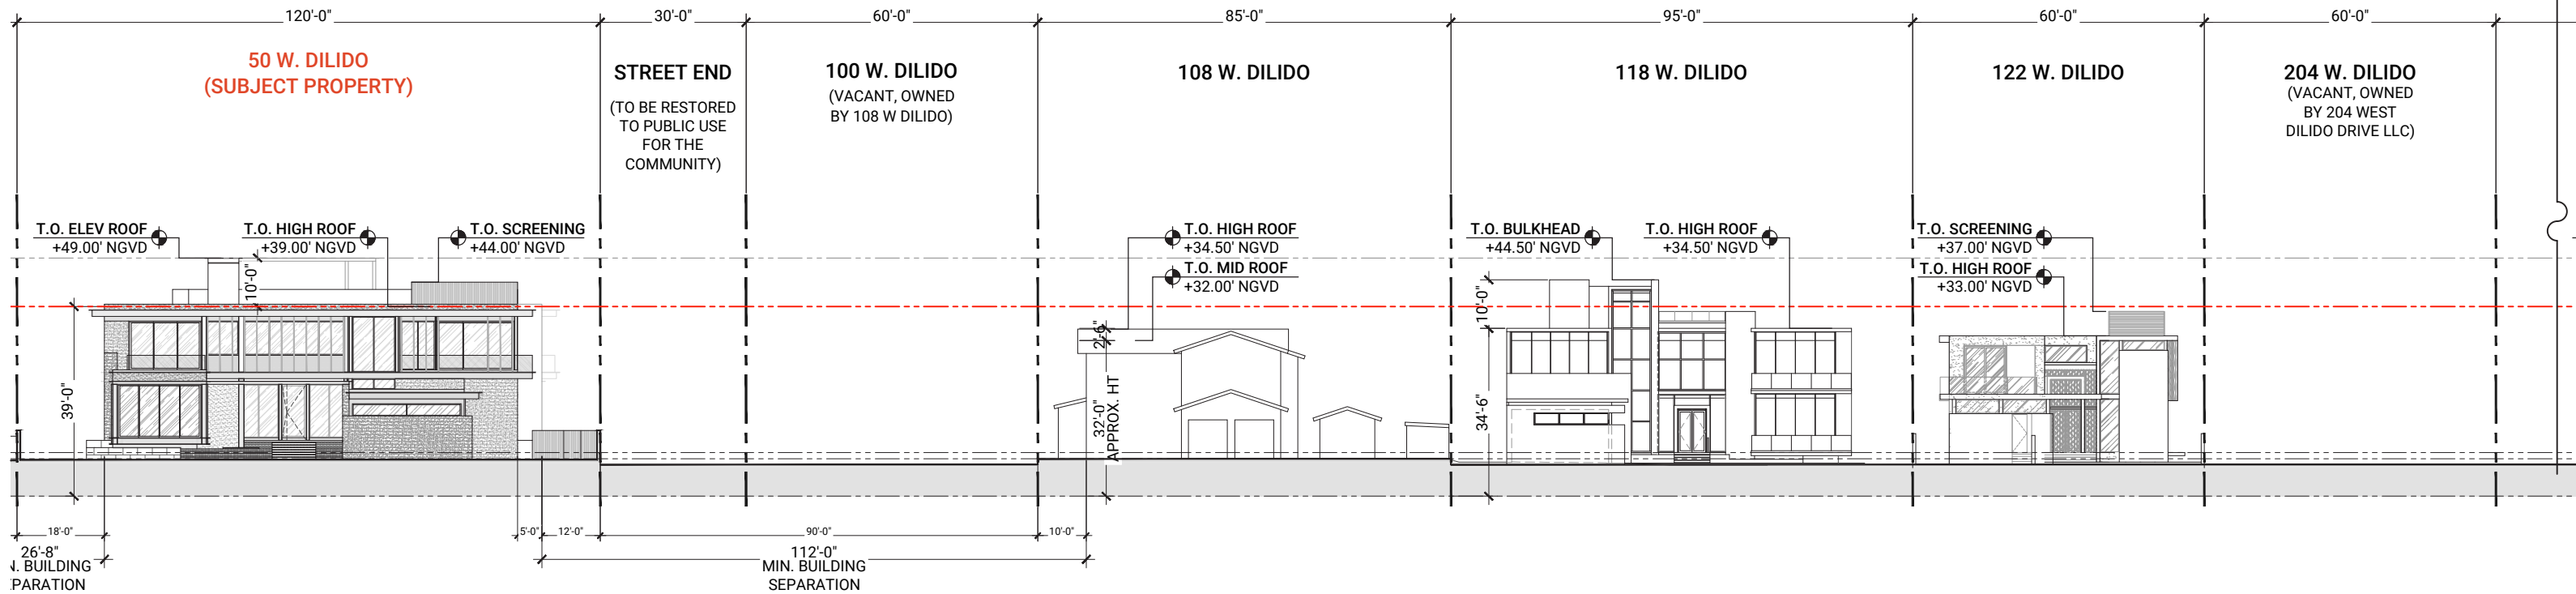 120'-0"
30'-0"
60'-0"
85'-0"
95'-0"
60'-0"
60'-0"
50 W. DILIDO
(SUBJECT PROPERTY)
STREET END
(TO BE RESTORED
TO PUBLIC USE
FOR THE
COMMUNITY)
100 W. DILIDO
(VACANT, OWNED
BY 108 W DILIDO)
108 W. DILIDO
118 W. DILIDO
122 W. DILIDO
204 W. DILIDO
(VACANT, OWNED
BY 204 WEST
DILIDO DRIVE LLC)
T.O. ELEV ROOF
+49.00' NGVD
T.O. HIGH ROOF
+39.00' NGVD
T.O. SCREENING
+44.00' NGVD
T.O. HIGH ROOF
+34.50' NGVD
T.O. MID ROOF
+32.00' NGVD
T.O. BULKHEAD
+44.50' NGVD
T.O. HIGH ROOF
+34.50' NGVD
T.O. SCREENING
+37.00' NGVD
T.O. HIGH ROOF
+33.00' NGVD
10'-0"
39'-0"
2'-6"
32'-0"
APPROX. HT
10'-0"
34'-6"
18'-0"
5'-0"
12'-0"
90'-0"
10'-0"
26'-8"
N. BUILDING
PARATION
112'-0"
MIN. BUILDING
SEPARATION